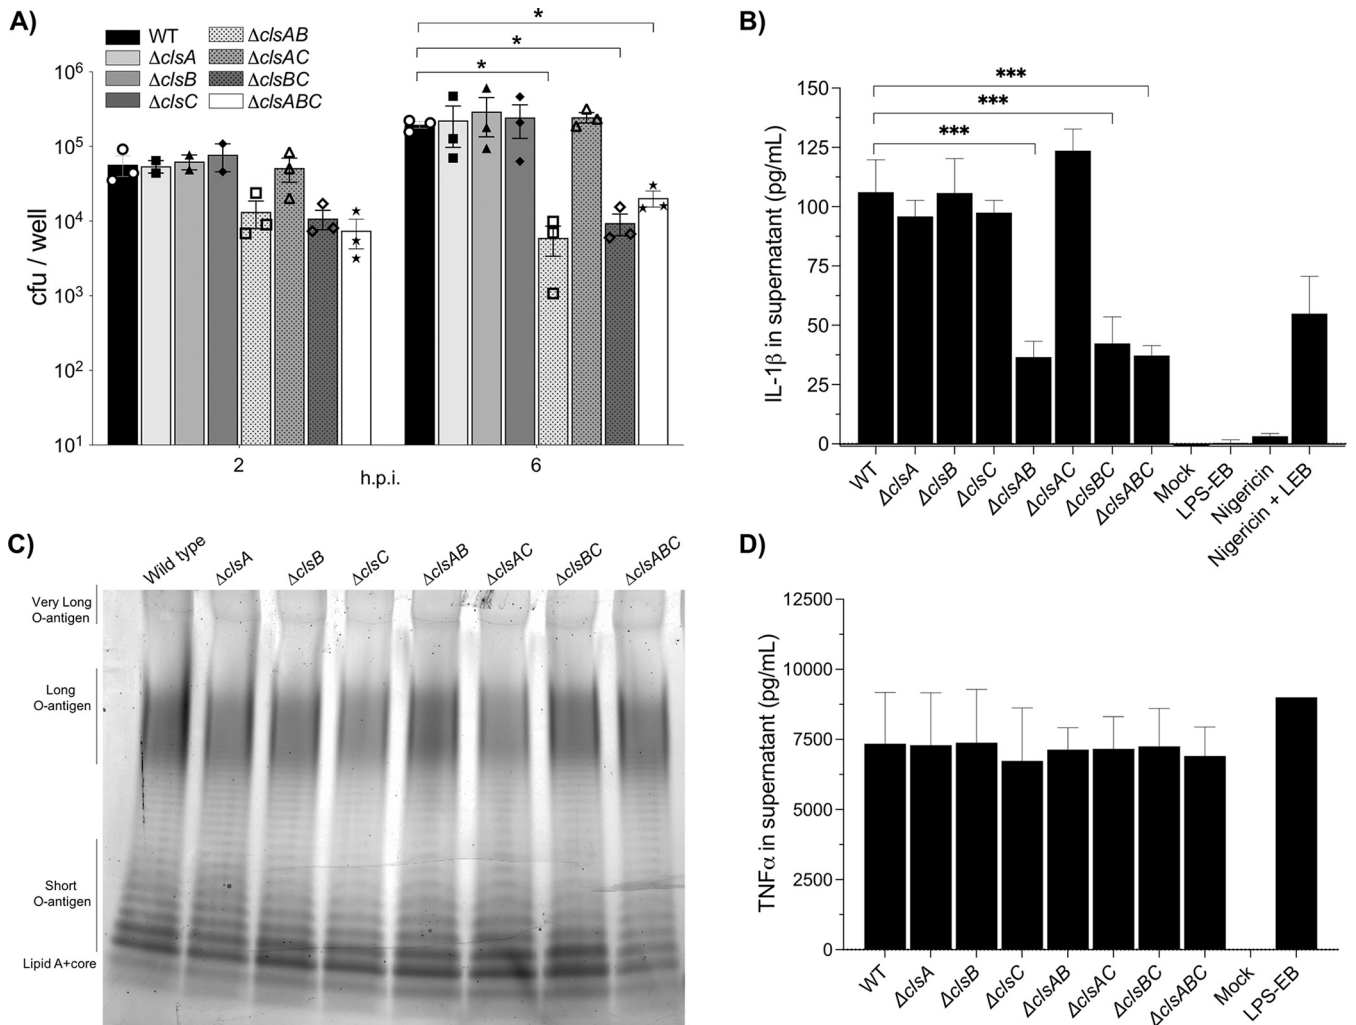 A)
WT
ΔclsA
ΔclsB
ΔclsC
ΔclsAB
ΔclsAC
ΔclsBC
ΔclsABC
*
*
*
cfu / well
10⁶
10⁵
10⁴
10³
10²
10¹
2
6
h.p.i.
B)
***
***
***
IL-1β in supernatant (pg/mL)
150
125
100
75
50
25
0
WT
ΔclsA
ΔclsB
ΔclsC
ΔclsAB
ΔclsAC
ΔclsBC
ΔclsABC
Mock
LPS-EB
Nigericin
Nigericin + LEB
C)
Wild type
ΔclsA
ΔclsB
ΔclsC
ΔclsAB
ΔclsAC
ΔclsBC
ΔclsABC
Very Long
O-antigen
Long
O-antigen
Short
O-antigen
Lipid A+core
D)
TNFα in supernatant (pg/mL)
12500
10000
7500
5000
2500
0
WT
ΔclsA
ΔclsB
ΔclsC
ΔclsAB
ΔclsAC
ΔclsBC
ΔclsABC
Mock
LPS-EB